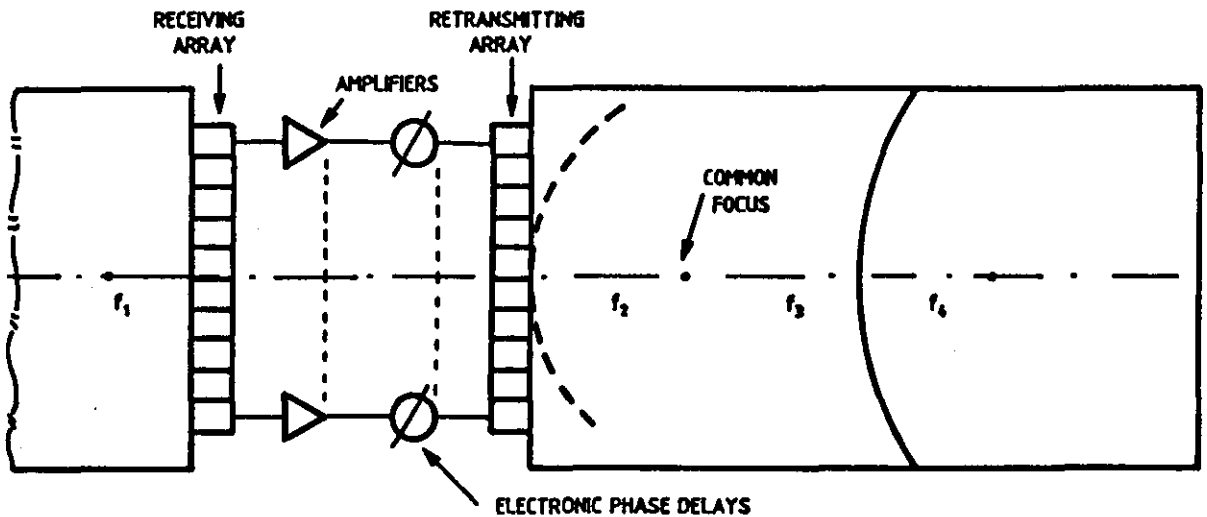 RECEIVING
ARRAY
RETRANSMITTING
ARRAY
AMPLIFIERS
COMMON
FOCUS
f₁
f₂
f₃
f₄
ELECTRONIC PHASE DELAYS